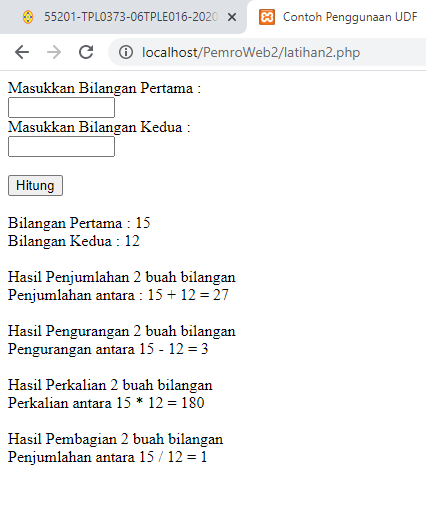 55201-TPL0373-06TPLE016-2020
Contoh Penggunaan UDF
localhost/PemroWeb2/latihan2.php
Masukkan Bilangan Pertama :
Masukkan Bilangan Kedua :
Hitung
Bilangan Pertama : 15
Bilangan Kedua : 12
Hasil Penjumlahan 2 buah bilangan
Penjumlahan antara : 15 + 12 = 27
Hasil Pengurangan 2 buah bilangan
Pengurangan antara 15 - 12 = 3
Hasil Perkalian 2 buah bilangan
Perkalian antara 15 * 12 = 180
Hasil Pembagian 2 buah bilangan
Penjumlahan antara 15 / 12 = 1